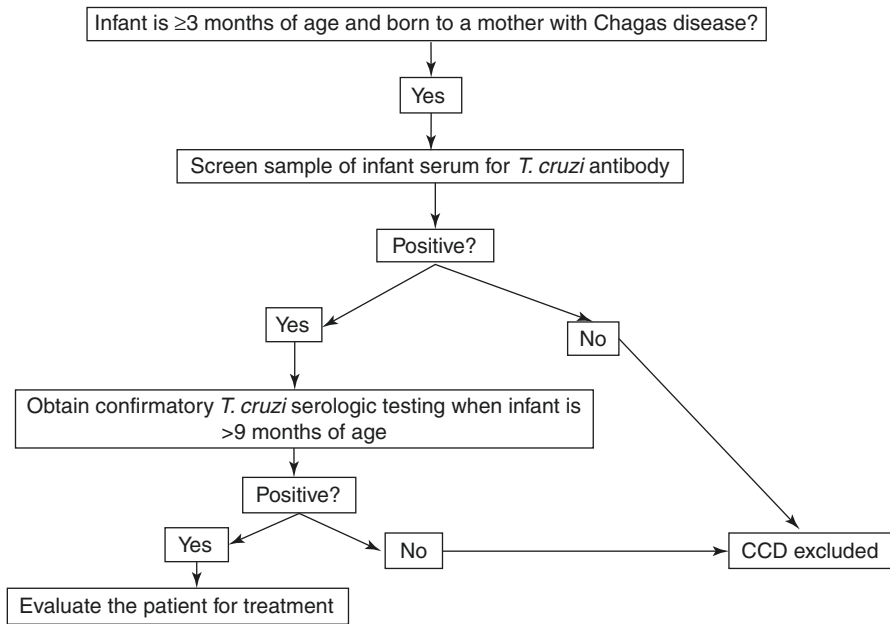 Infant is ≥3 months of age and born to a mother with Chagas disease?
Yes
Screen sample of infant serum for T. cruzi antibody
Positive?
Yes
No
Obtain confirmatory T. cruzi serologic testing when infant is
>9 months of age
Positive?
Yes
No
CCD excluded
Evaluate the patient for treatment